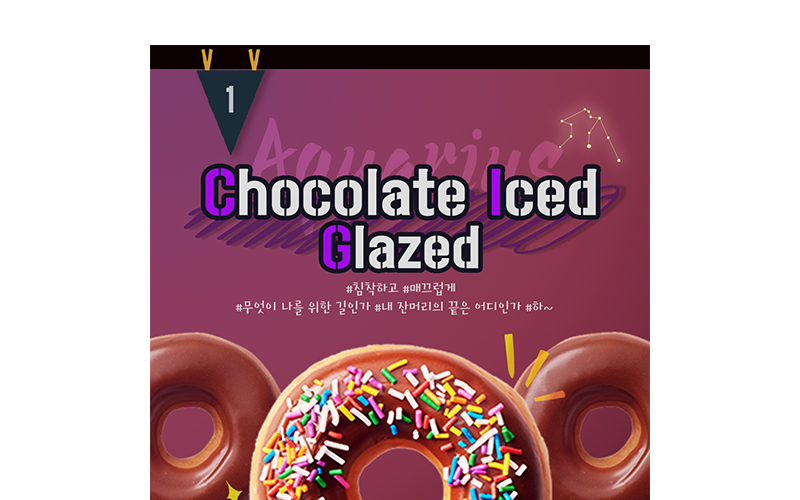 1
Aquarius
Chocolate Iced
Glazed
#침착하고 #매끄럽게
#무엇이 나를 위한 길인가 #내 잔머리의 끝은 어디인가 #하~